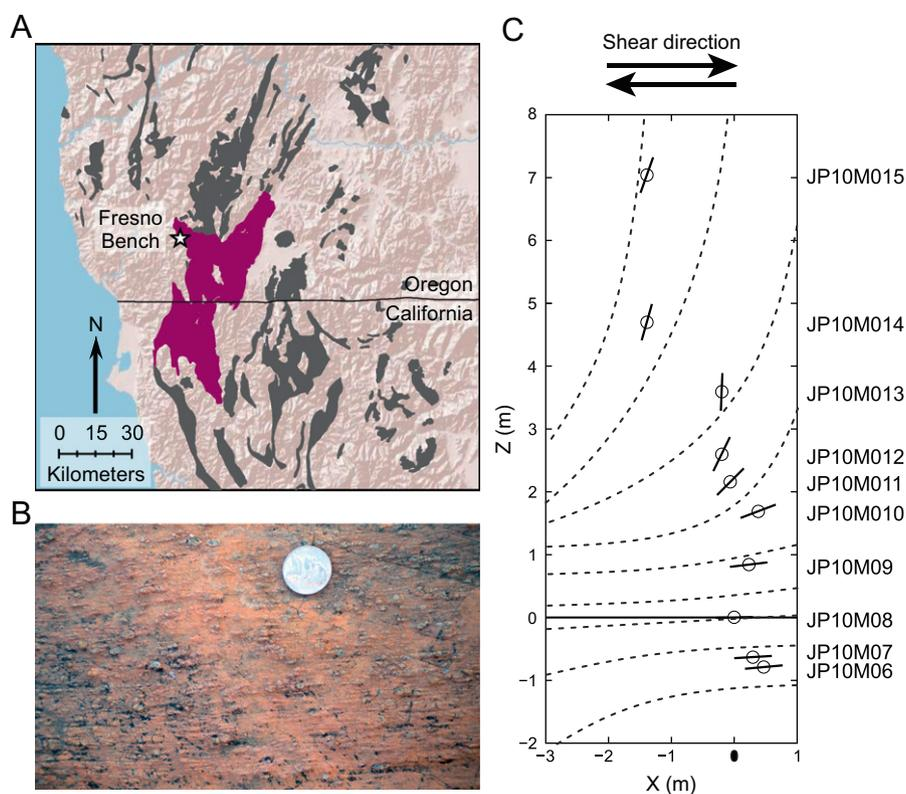 A
Fresno
Bench
Oregon
California
N
0 15 30
Kilometers
B
C
Shear direction
8
7
6
5
4
3
2
1
0
−1
−2
Z (m)
−3
−2
−1
0
1
X (m)
JP10M015
JP10M014
JP10M013
JP10M012
JP10M011
JP10M010
JP10M09
JP10M08
JP10M07
JP10M06